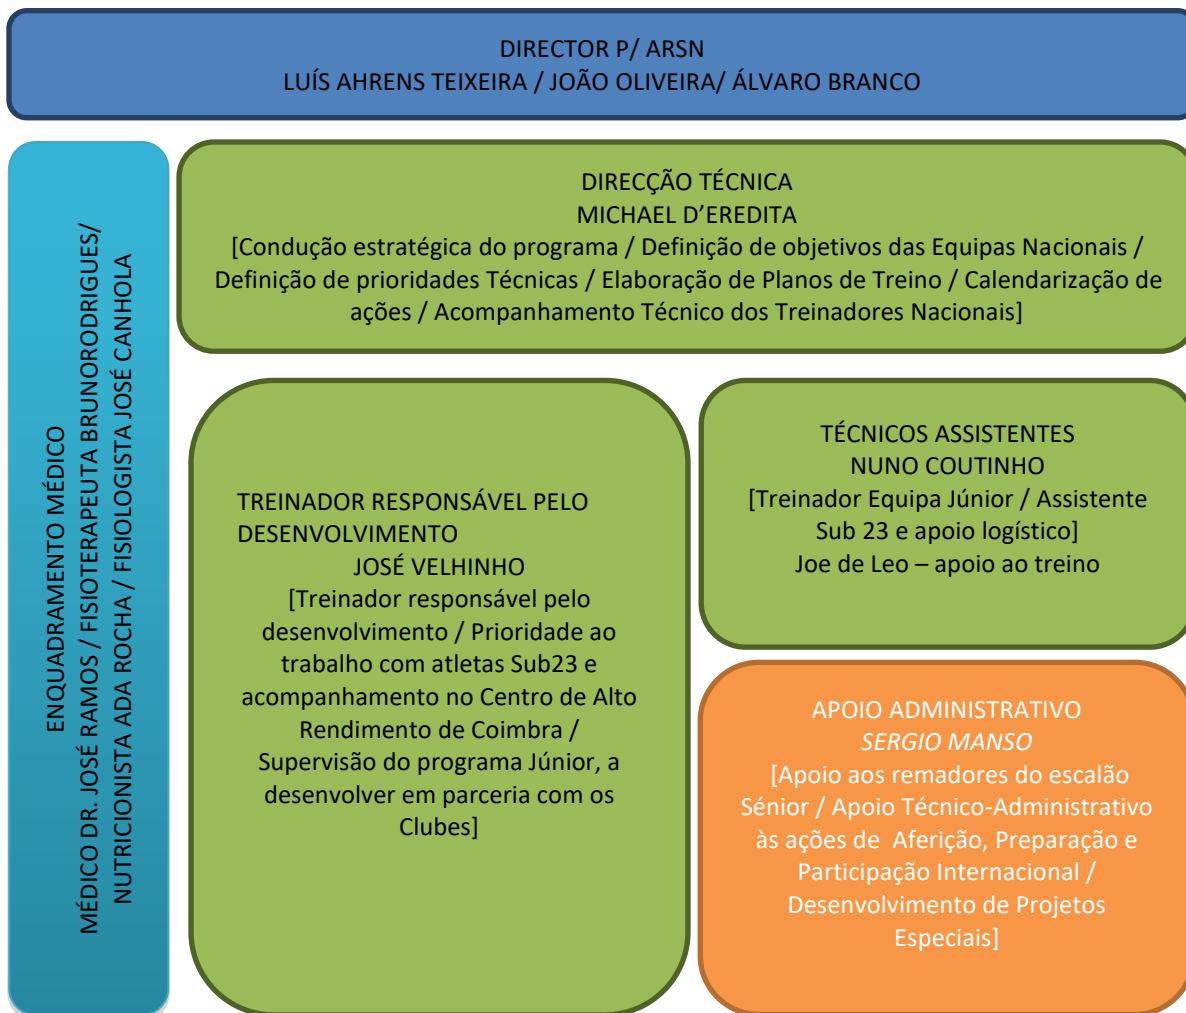 DIRECTOR P/ ARSN
LUÍS AHRENS TEIXEIRA / JOÃO OLIVEIRA/ ÁLVARO BRANCO
ENQUADRAMENTO MÉDICO
MÉDICO DR. JOSÉ RAMOS / FISIOTERAPEUTA BRUNORODRIGUES/
NUTRICIONISTA ADA ROCHA / FISIOLOGISTA JOSÉ CANHOLA
DIRECÇÃO TÉCNICA
MICHAEL D’EREDITA
[Condução estratégica do programa / Definição de objetivos das Equipas Nacionais /
Definição de prioridades Técnicas / Elaboração de Planos de Treino / Calendarização de
ações / Acompanhamento Técnico dos Treinadores Nacionais]
TREINADOR RESPONSÁVEL PELO
DESENVOLVIMENTO
JOSÉ VELHINHO
[Treinador responsável pelo
desenvolvimento / Prioridade ao
trabalho com atletas Sub23 e
acompanhamento no Centro de Alto
Rendimento de Coimbra /
Supervisão do programa Júnior, a
desenvolver em parceria com os
Clubes]
TÉCNICOS ASSISTENTES
NUNO COUTINHO
[Treinador Equipa Júnior / Assistente
Sub 23 e apoio logístico]
Joe de Leo – apoio ao treino
APOIO ADMINISTRATIVO
SERGIO MANSO
[Apoio aos remadores do escalão
Sénior / Apoio Técnico-Administrativo
às ações de  Aferição, Preparação e
Participação Internacional /
Desenvolvimento de Projetos
Especiais]